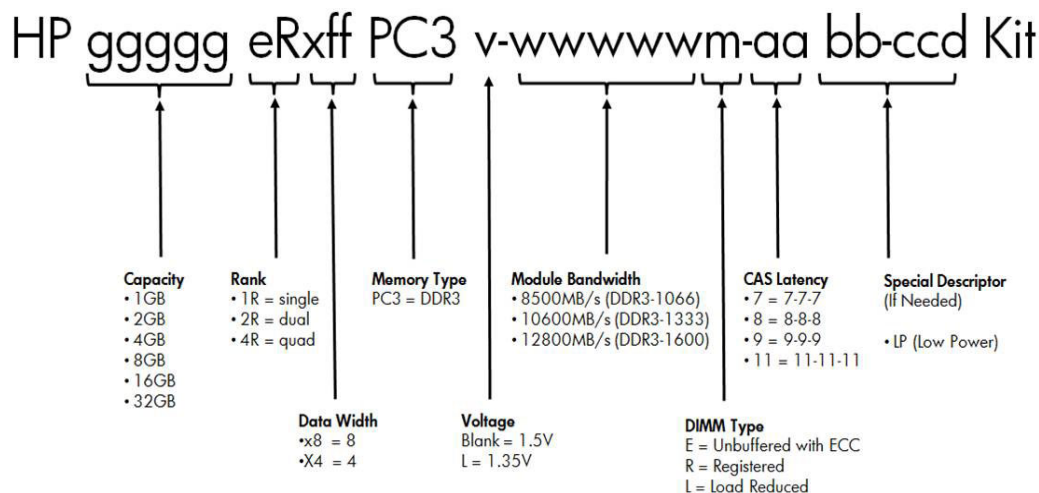 HP ggggg eRxff PC3 v-wwwwwm-aa bb-ccd Kit
Capacity
• 1GB
• 2GB
• 4GB
• 8GB
• 16GB
• 32GB
Rank
• 1R = single
• 2R = dual
• 4R = quad
Memory Type
PC3 = DDR3
Module Bandwidth
• 8500MB/s (DDR3-1066)
• 10600MB/s (DDR3-1333)
• 12800MB/s (DDR3-1600)
CAS Latency
• 7 = 7-7-7
• 8 = 8-8-8
• 9 = 9-9-9
• 11 = 11-11-11
Special Descriptor
(If Needed)
• LP (Low Power)
Data Width
•x8 = 8
•X4 = 4
Voltage
Blank = 1.5V
L = 1.35V
DIMM Type
E = Unbuffered with ECC
R = Registered
L = Load Reduced